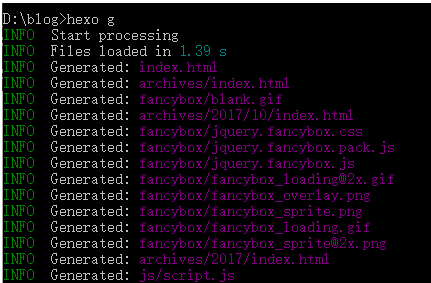 D:\blog>hexo g
INFO  Start processing
INFO  Files loaded in 1.39 s
INFO  Generated: index.html
INFO  Generated: archives/index.html
INFO  Generated: fancybox/blank.gif
INFO  Generated: archives/2017/10/index.html
INFO  Generated: fancybox/jquery.fancybox.css
INFO  Generated: fancybox/jquery.fancybox.pack.js
INFO  Generated: fancybox/jquery.fancybox.js
INFO  Generated: fancybox/fancybox_loading@2x.gif
INFO  Generated: fancybox/fancybox_overlay.png
INFO  Generated: fancybox/fancybox_sprite.png
INFO  Generated: fancybox/fancybox_loading.gif
INFO  Generated: fancybox/fancybox_sprite@2x.png
INFO  Generated: archives/2017/index.html
INFO  Generated: js/script.js